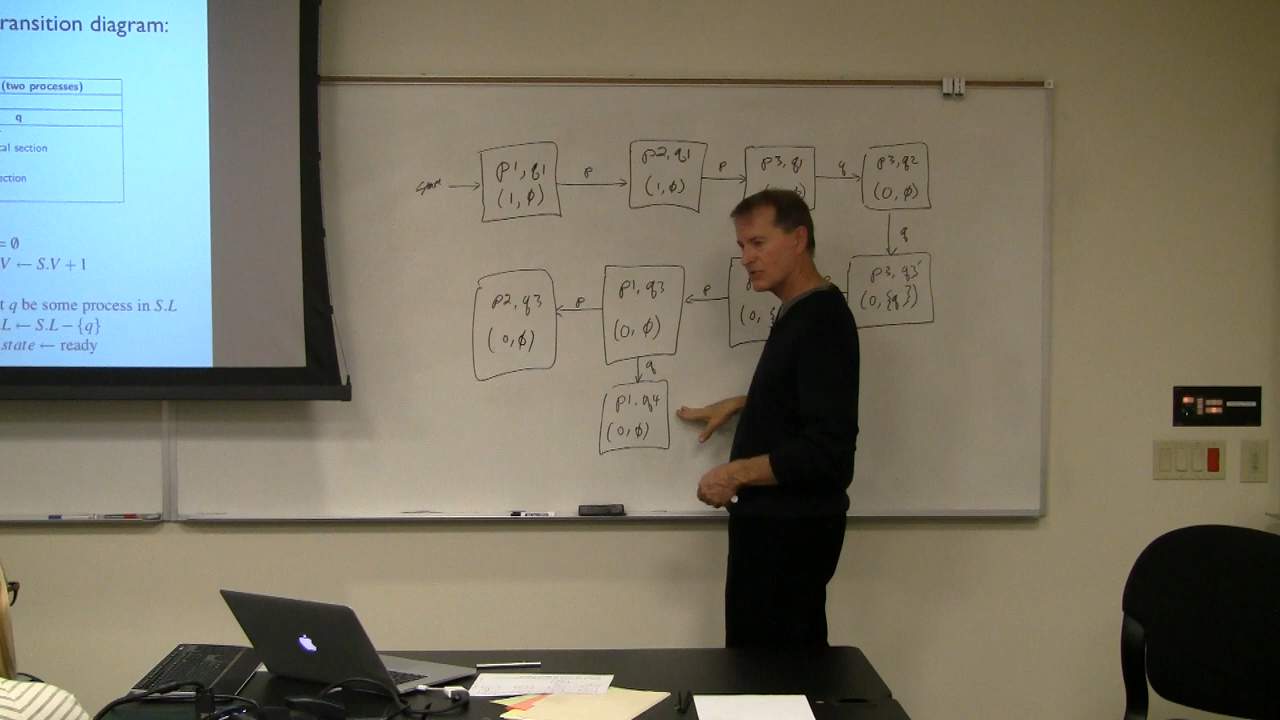 ransition diagram:
(two processes)
q
cal section
ection
= ∅
V ← S.V + 1
t q be some process in S.L
L ← S.L − {q}
state ← ready
start
p1, q1
(1, ϕ)
p
p2, q1
(1, ϕ)
p
p3, q1
q
p3, q2
(0, ϕ)
q
p3, q3'
(0, {q})
(0, {
p
p1, q3
(0, ϕ)
p
p2, q3
(0, ϕ)
q
p1, q4
(0, ϕ)